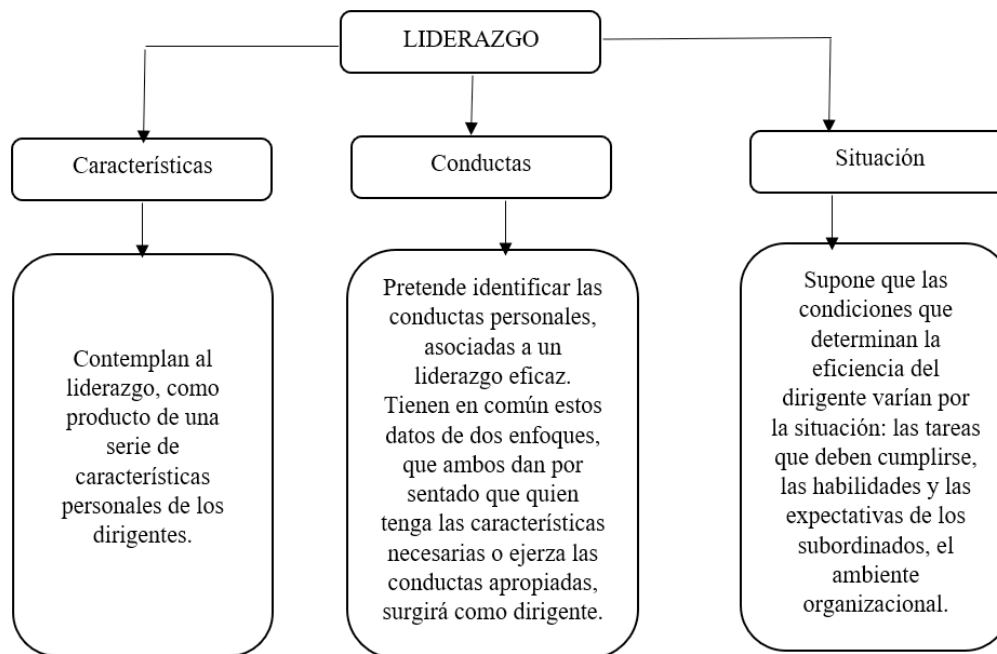 LIDERAZGO
Características
Conductas
Situación
Contemplan al
liderazgo, como
producto de una
serie de
características
personales de los
dirigentes.
Pretende identificar las
conductas personales,
asociadas a un
liderazgo eficaz.
Tienen en común estos
datos de dos enfoques,
que ambos dan por
sentado que quien
tenga las características
necesarias o ejerza las
conductas apropiadas,
surgirá como dirigente.
Supone que las
condiciones que
determinan la
eficiencia del
dirigente varían por
la situación: las tareas
que deben cumplirse,
las habilidades y las
expectativas de los
subordinados, el
ambiente
organizacional.